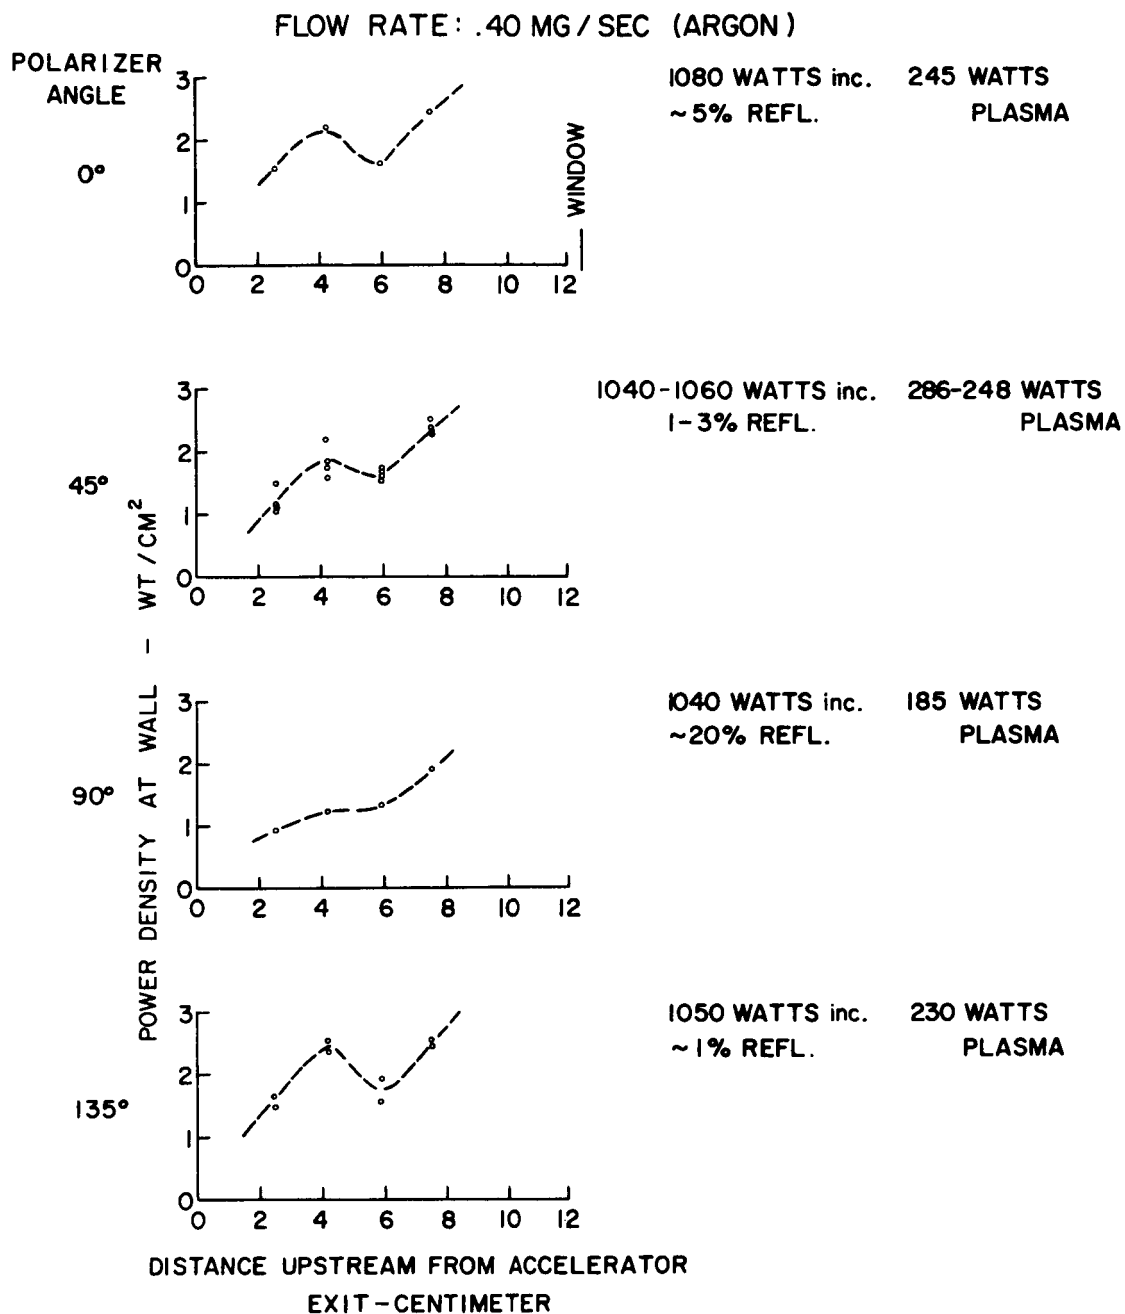 FLOW RATE: .40 MG/SEC (ARGON)
POLARIZER
ANGLE
0°
3
2
1
0
0 2 4 6 8 10 12
WINDOW
1080 WATTS inc. 245 WATTS
~5% REFL. PLASMA
45°
3
2
1
0
0 2 4 6 8 10 12
1040-1060 WATTS inc. 286-248 WATTS
1-3% REFL. PLASMA
POWER DENSITY AT WALL - WT/CM²
90°
3
2
1
0
0 2 4 6 8 10 12
1040 WATTS inc. 185 WATTS
~20% REFL. PLASMA
135°
3
2
1
0
0 2 4 6 8 10 12
1050 WATTS inc. 230 WATTS
~1% REFL. PLASMA
DISTANCE UPSTREAM FROM ACCELERATOR
EXIT-CENTIMETER